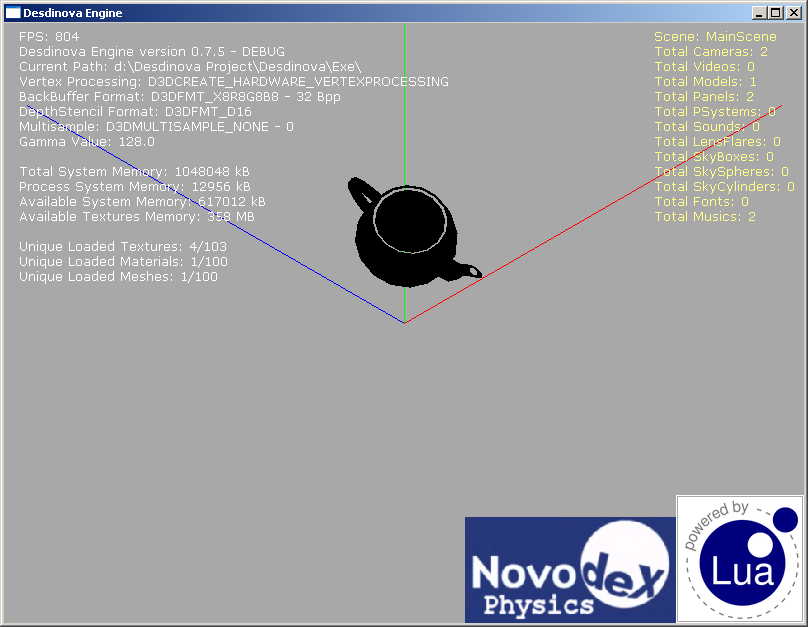 Desdinova Engine
FPS: 804
Desdinova Engine version 0.7.5 - DEBUG
Current Path: d:\Desdinova Project\Desdinova\Exe\
Vertex Processing: D3DCREATE_HARDWARE_VERTEXPROCESSING
BackBuffer Format: D3DFMT_X8R8G8B8 - 32 Bpp
DepthStencil Format: D3DFMT_D16
Multisample: D3DMULTISAMPLE_NONE - 0
Gamma Value: 128.0
Total System Memory: 1048048 kB
Process System Memory: 12956 kB
Available System Memory: 617012 kB
Available Textures Memory: 358 MB
Unique Loaded Textures: 4/103
Unique Loaded Materials: 1/100
Unique Loaded Meshes: 1/100
Scene: MainScene
Total Cameras: 2
Total Videos: 0
Total Models: 1
Total Panels: 2
Total PSystems: 0
Total Sounds: 0
Total LensFlares: 0
Total SkyBoxes: 0
Total SkySpheres: 0
Total SkyCylinders: 0
Total Fonts: 0
Total Musics: 2
Novodex
Physics
powered by
Lua